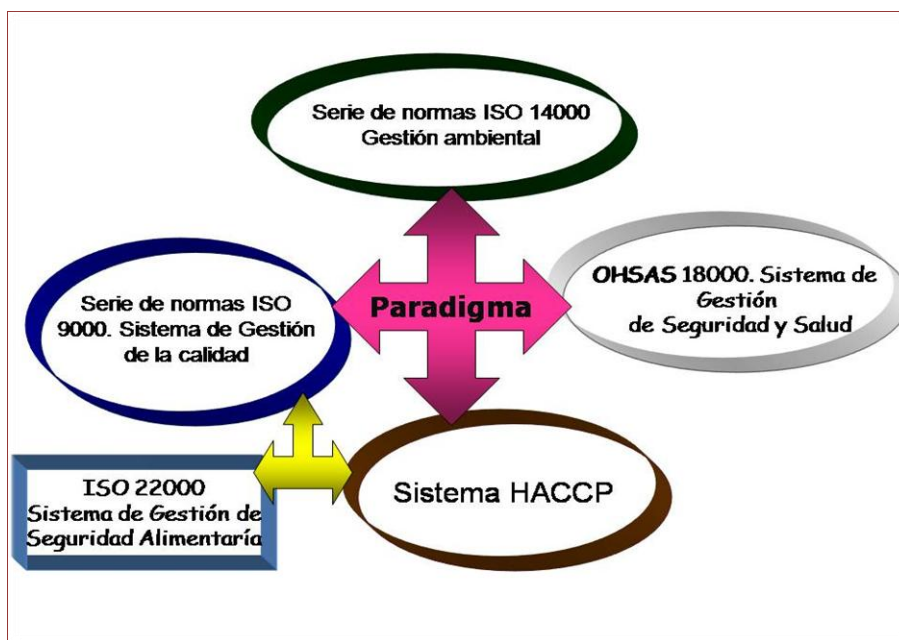 Serie de normas ISO 14000
Gestión ambiental
OHSAS 18000. Sistema de
Gestión
de Seguridad y Salud
Paradigma
Serie de normas ISO
9000. Sistema de Gestión
de la calidad
ISO 22000
Sistema de Gestión de
Seguridad Alimentaría
Sistema HACCP